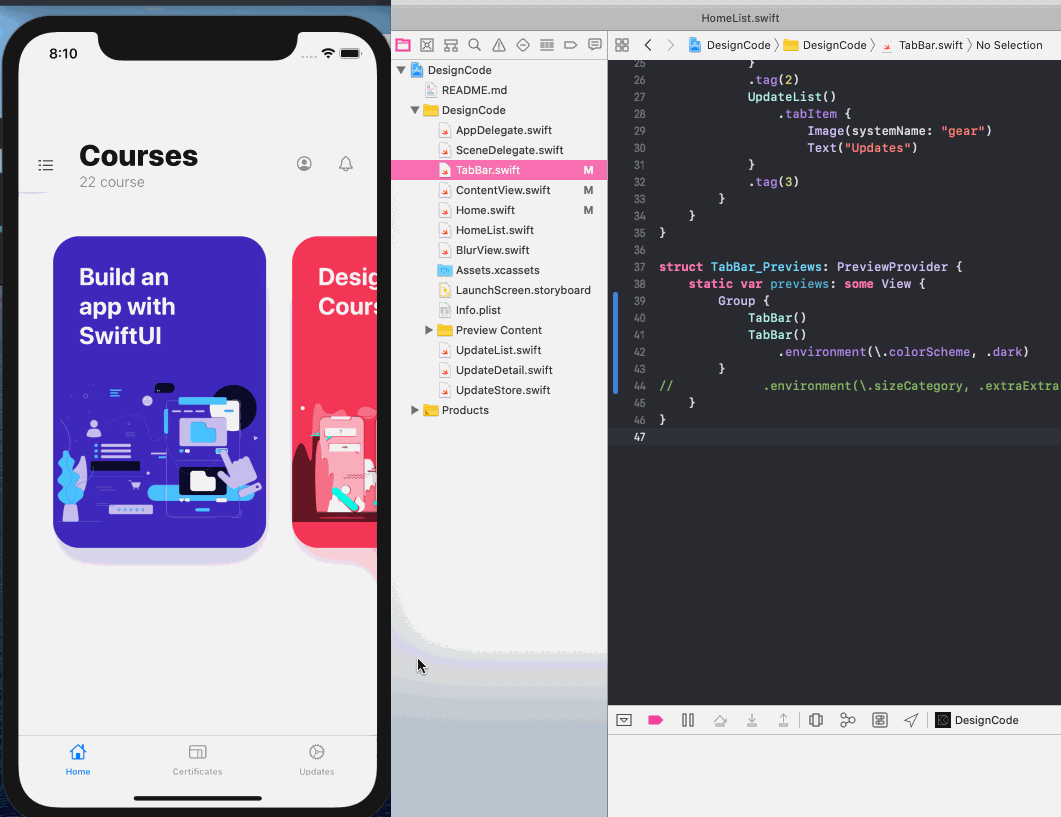 8:10
Courses
22 course
Build an
app with
SwiftUI
Desig
Cours
Home
Certificates
Updates
HomeList.swift
DesignCode
DesignCode
TabBar.swift
No Selection
DesignCode
README.md
DesignCode
AppDelegate.swift
SceneDelegate.swift
TabBar.swift M
ContentView.swift M
Home.swift M
HomeList.swift
BlurView.swift
Assets.xcassets
LaunchScreen.storyboard
Info.plist
Preview Content
UpdateList.swift
UpdateDetail.swift
UpdateStore.swift
Products
25 }
26 .tag(2)
27 UpdateList()
28 .tabItem {
29 Image(systemName: "gear")
30 Text("Updates")
31 }
32 .tag(3)
33 }
34 }
35 }
36
37 struct TabBar_Previews: PreviewProvider {
38 static var previews: some View {
39 Group {
40 TabBar()
41 TabBar()
42 .environment(\.colorScheme, .dark)
43 }
44 // .environment(\.sizeCategory, .extraExtra
45 }
46 }
47
DesignCode